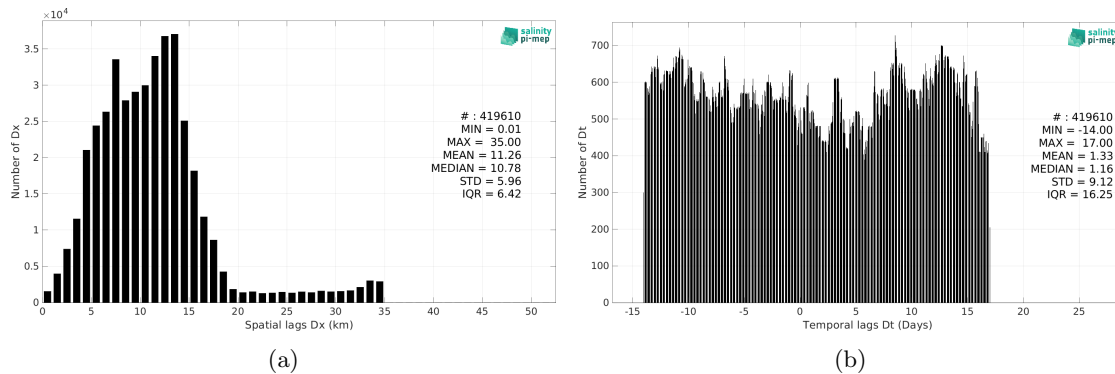 ×10⁴
3.5
3
2.5
2
1.5
1
0.5
0
Number of Dx
0 5 10 15 20 25 30 35 40 45 50
Spatial lags Dx (km)
salinity
pi-mep
# : 419610
MIN = 0.01
MAX = 35.00
MEAN = 11.26
MEDIAN = 10.78
STD = 5.96
IQR = 6.42
(a)
700
600
500
400
300
200
100
0
Number of Dt
-15 -10 -5 0 5 10 15 20 25
Temporal lags Dt (Days)
salinity
pi-mep
# : 419610
MIN = -14.00
MAX = 17.00
MEAN = 1.33
MEDIAN = 1.16
STD = 9.12
IQR = 16.25
(b)